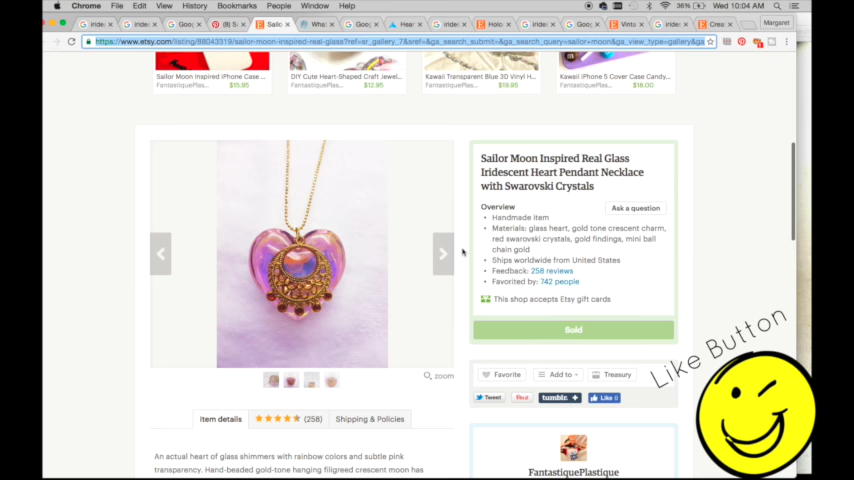 Chrome File Edit View History Bookmarks People Window Help
36% Wed 10:04 AM
Margaret
https://www.etsy.com/listing/88043319/sailor-moon-inspired-real-glass?ref=sr_gallery_7&sref=&ga_search_submit=&ga_search_query=sailor+moon&ga_view_type=gallery&ga
Sailor Moon Inspired iPhone Case ...
FantastiquePlas... $15.95
DIY Cute Heart-Shaped Craft Jewel...
FantastiquePlas... $12.95
Kawaii Transparent Blue 3D Vinyl H...
FantastiquePlas... $19.95
Kawaii iPhone 5 Cover Case Candy...
FantastiquePlas... $18.00
Sailor Moon Inspired Real Glass
Iridescent Heart Pendant Necklace
with Swarovski Crystals
Overview
Ask a question
Handmade item
Materials: glass heart, gold tone crescent charm,
red swarovski crystals, gold findings, mini ball
chain gold
Ships worldwide from United States
Feedback: 258 reviews
Favorited by: 742 people
This shop accepts Etsy gift cards
Sold
Like Button
zoom
Favorite Add to Treasury
Tweet tumblr. + Like 0
Item details (258) Shipping & Policies
An actual heart of glass shimmers with rainbow colors and subtle pink
transparency. Hand-beaded gold-tone hanging filigreed crescent moon has
FantastiquePlastique